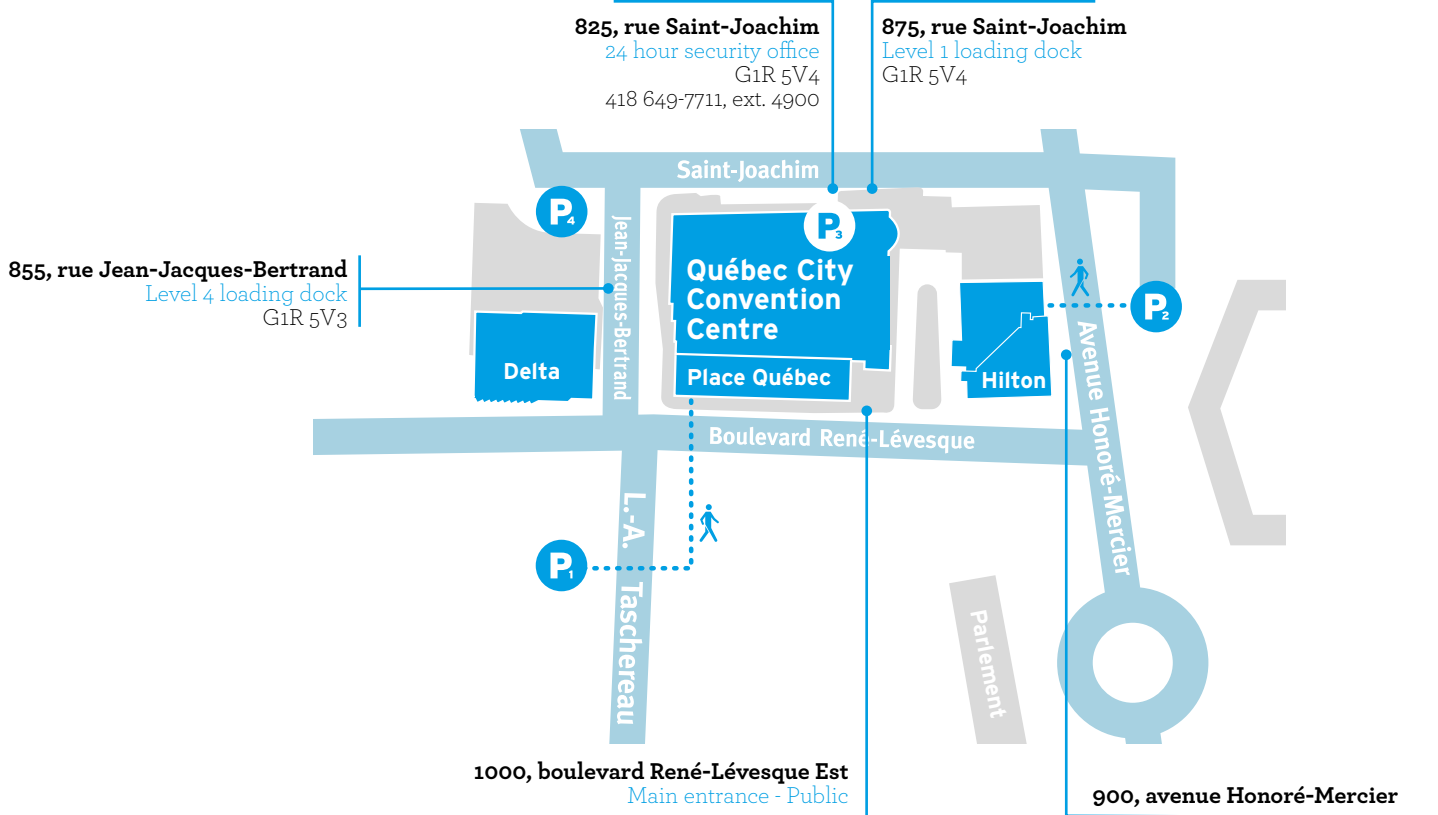 825, rue Saint-Joachim
24 hour security office
G1R 5V4
418 649-7711, ext. 4900
875, rue Saint-Joachim
Level 1 loading dock
G1R 5V4
Saint-Joachim
P4
Jean-Jacques-Bertrand
P3
855, rue Jean-Jacques-Bertrand
Level 4 loading dock
G1R 5V3
Québec City
Convention
Centre
P2
Delta
Place Québec
Hilton
Avenue Honoré-Mercier
Boulevard René-Lévesque
L.-A. Taschereau
P1
Parlement
1000, boulevard René-Lévesque Est
Main entrance - Public
900, avenue Honoré-Mercier